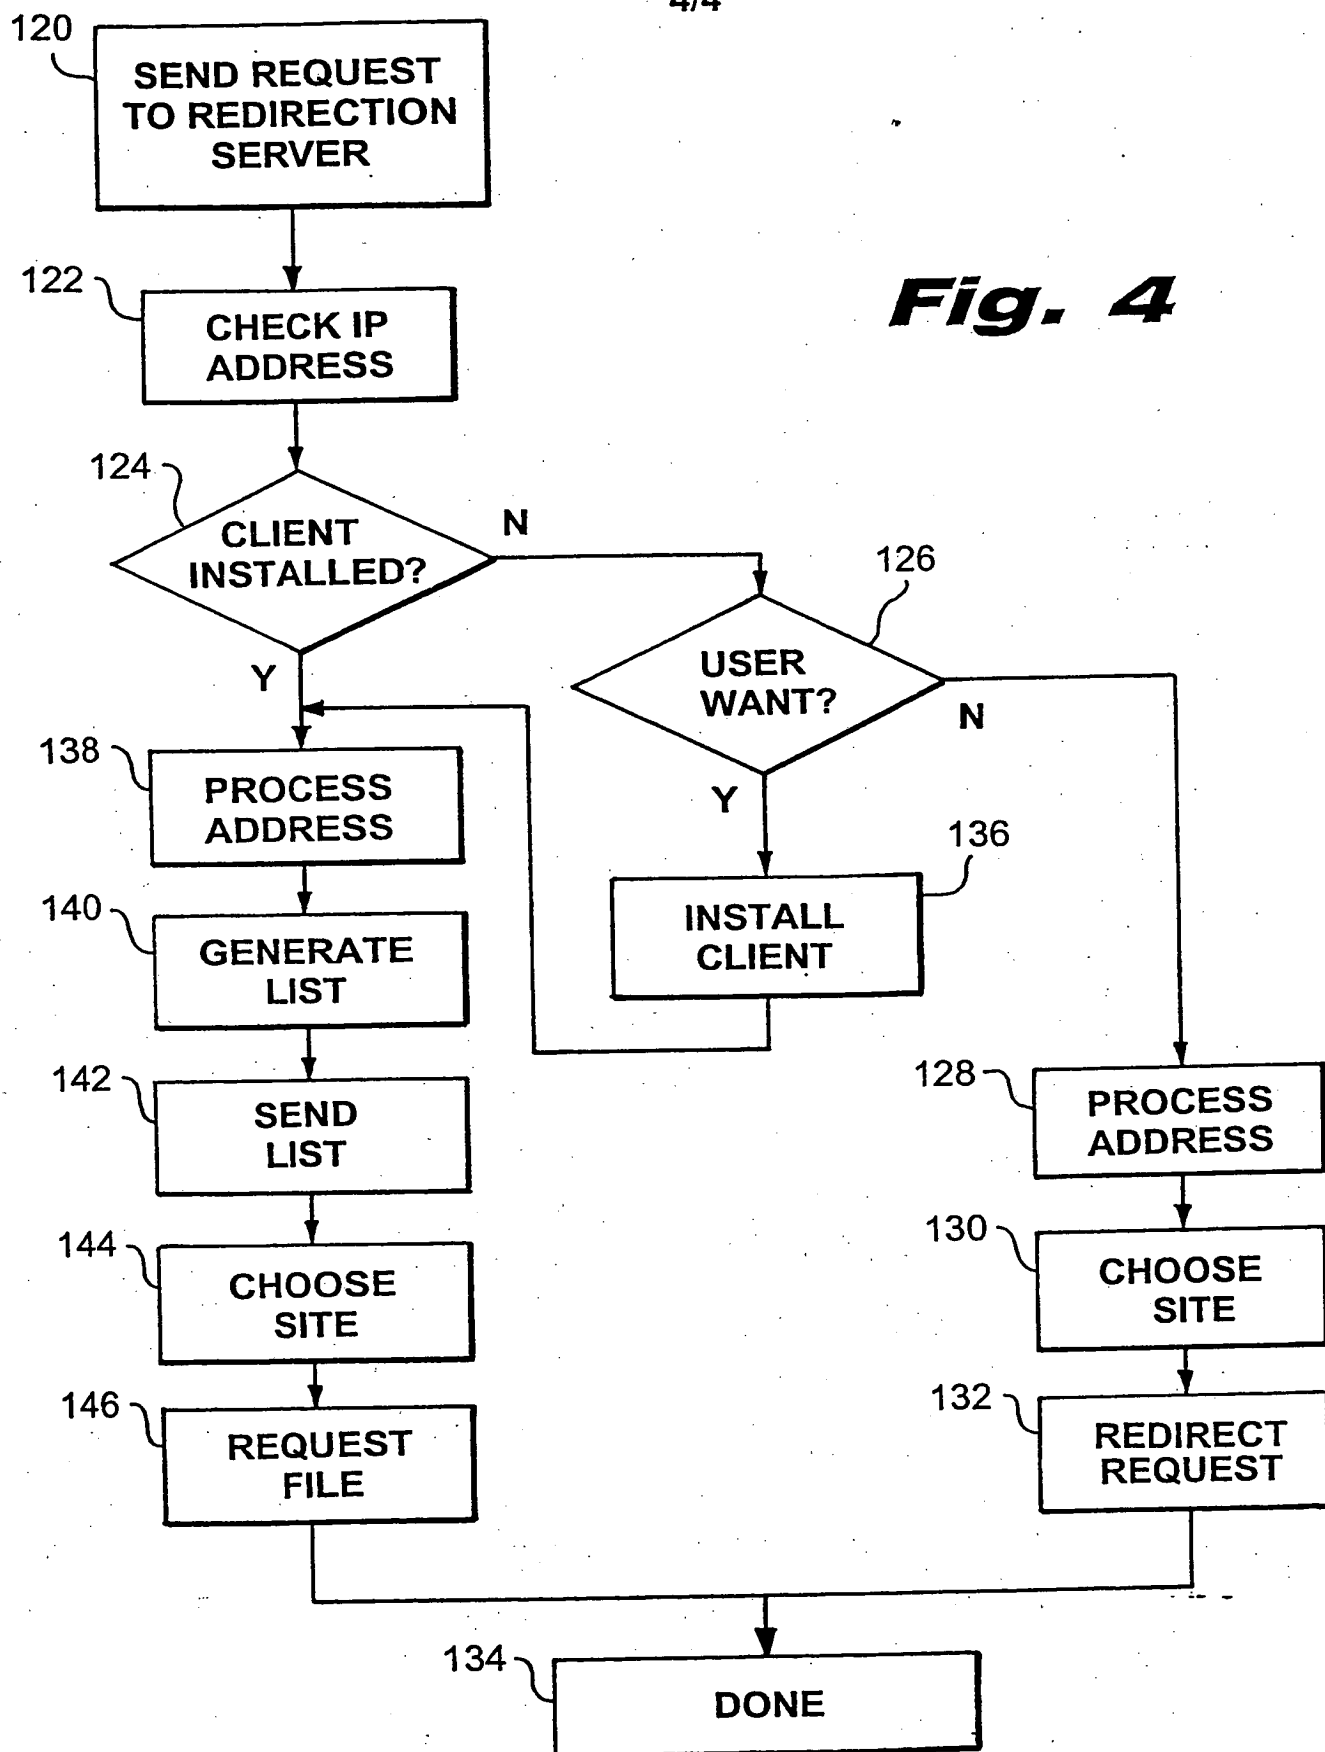 4/4
120
SEND REQUEST
TO REDIRECTION
SERVER
122
CHECK IP
ADDRESS
Fig. 4
124
CLIENT
INSTALLED?
N
Y
126
USER
WANT?
N
Y
138
PROCESS
ADDRESS
136
INSTALL
CLIENT
140
GENERATE
LIST
142
SEND
LIST
128
PROCESS
ADDRESS
144
CHOOSE
SITE
130
CHOOSE
SITE
146
REQUEST
FILE
132
REDIRECT
REQUEST
134
DONE